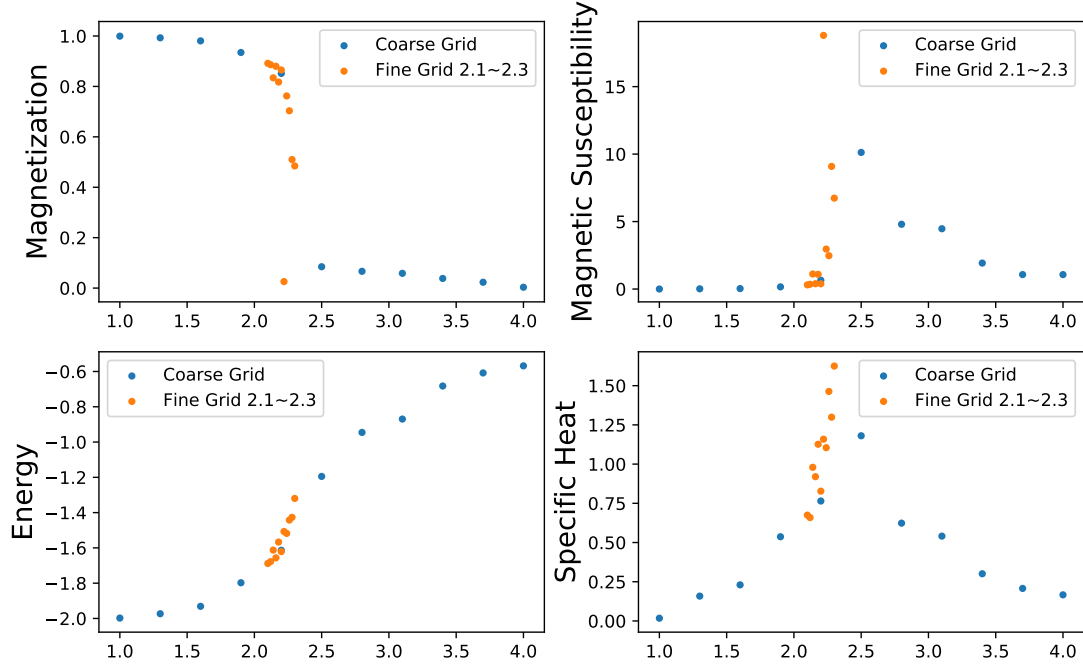 Magnetization
1.0
0.8
0.6
0.4
0.2
0.0
Coarse Grid
Fine Grid 2.1~2.3
1.0 1.5 2.0 2.5 3.0 3.5 4.0
Magnetic Susceptibility
15
10
5
0
Coarse Grid
Fine Grid 2.1~2.3
1.0 1.5 2.0 2.5 3.0 3.5 4.0
Energy
−0.6
−0.8
−1.0
−1.2
−1.4
−1.6
−1.8
−2.0
Coarse Grid
Fine Grid 2.1~2.3
1.0 1.5 2.0 2.5 3.0 3.5 4.0
Specific Heat
1.50
1.25
1.00
0.75
0.50
0.25
0.00
Coarse Grid
Fine Grid 2.1~2.3
1.0 1.5 2.0 2.5 3.0 3.5 4.0